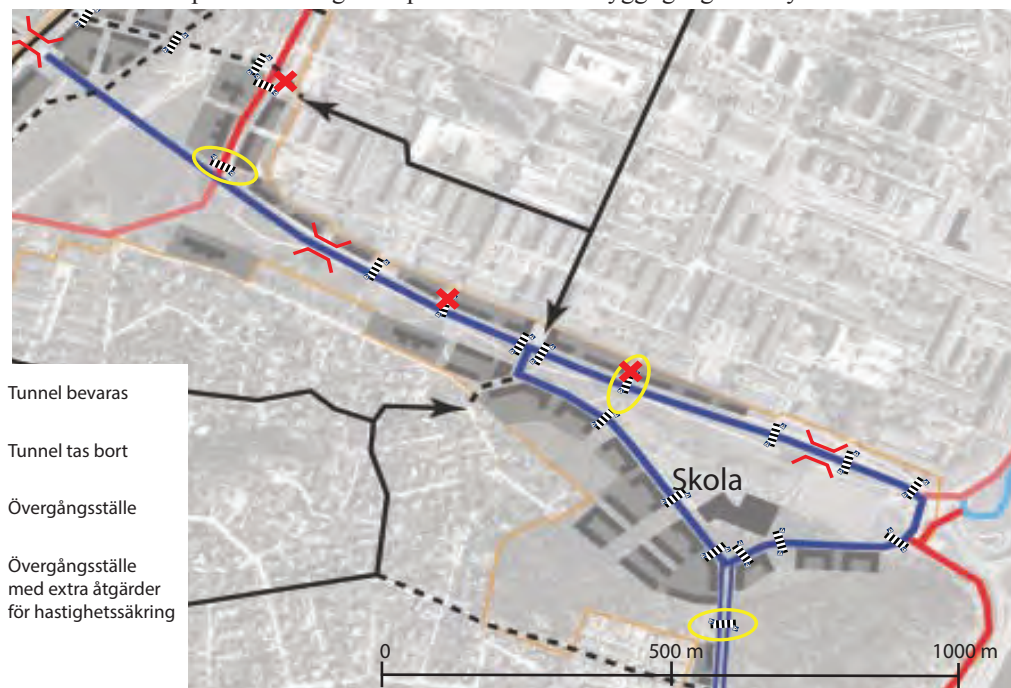 Tunnel bevaras
Tunnel tas bort
Övergångsställe
Övergångsställe
med extra åtgärder
för hastighetssäkring
Skola
0 500 m 1000 m